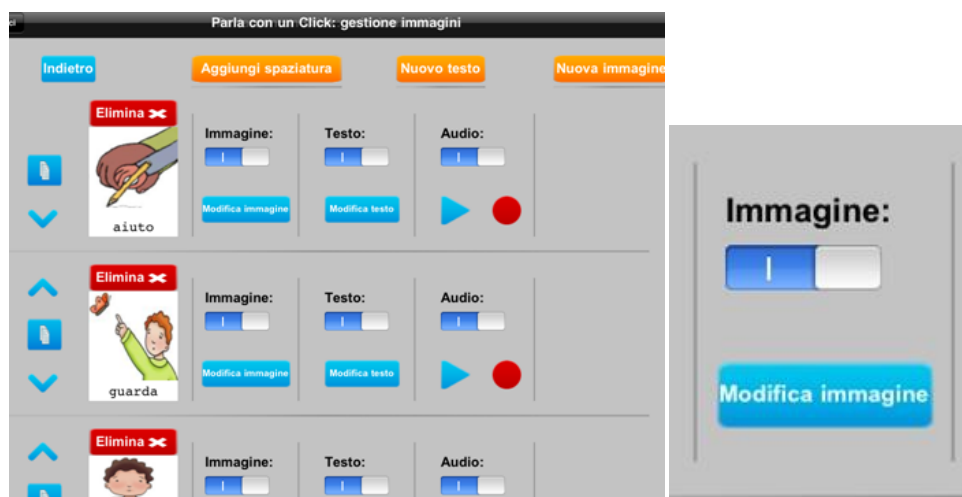 Parla con un Click: gestione immagini
Indietro
Aggiungi spaziatura
Nuovo testo
Nuova immagine
Elimina
Immagine:
Testo:
Audio:
Modifica immagine
Modifica testo
aiuto
Elimina
Immagine:
Testo:
Audio:
Modifica immagine
Modifica testo
guarda
Elimina
Immagine:
Testo:
Audio:
Immagine:
Modifica immagine